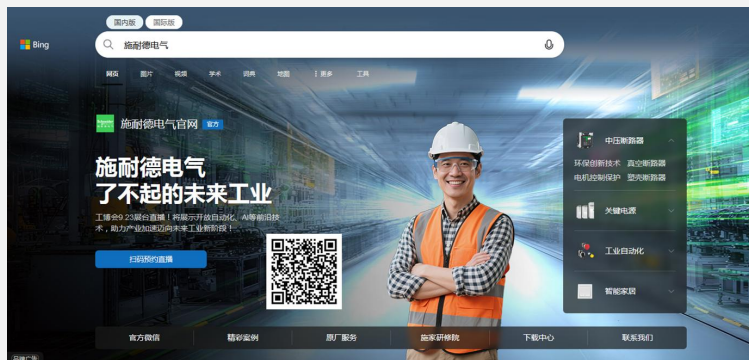 国内版 国际版
Bing
施耐德电气
网页 图片 视频 学术 词典 地图 ⋮更多 工具
施耐德电气官网 官方
施耐德电气
了不起的未来工业
工博会9.23展台直播！将展示开放自动化、AI等前沿技
术，助力产业加速迈向未来工业新阶段！
扫码预约直播
中压断路器
环保创新技术 真空断路器
电机控制保护 塑壳断路器
关键电源
工业自动化
智能家居
官方微信 精彩案例 原厂服务 施家研修院 下载中心 联系我们
品牌广告